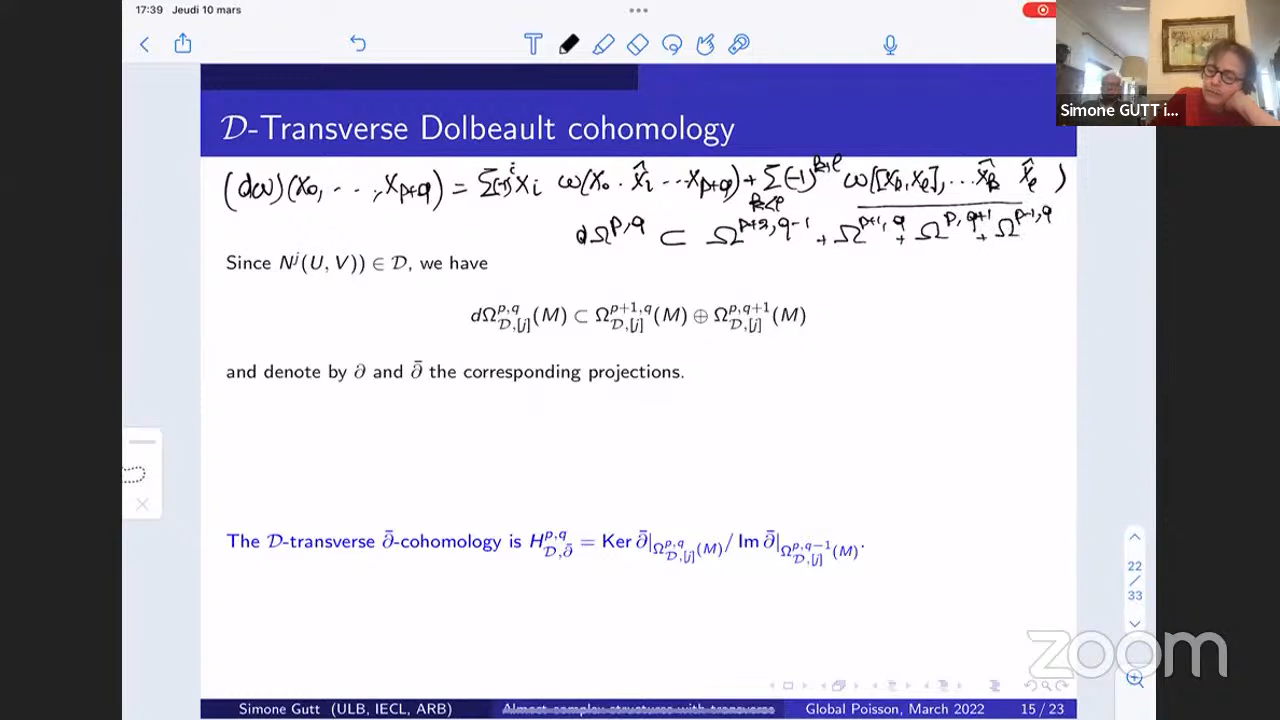 17:39 Jeudi 10 mars
Simone GUTT i...
𝒟-Transverse Dolbeault cohomology
(dω)(X₀, ..., X_{p+q}) = Σ(-1)^i X_i ω(X₀ . X̂_i ... X_{p+q}) + Σ_{k<l} (-1)^{k+l} ω([X_k, X_l], ... X̂_k X̂_l )
dΩ^{p,q} ⊂ Ω^{p+2,q-1} + Ω^{p+1,q} + Ω^{p,q+1} + Ω^{p-1,q
Since N^j(U, V)) ∈ 𝒟, we have
dΩ^{p,q}_{𝒟,[j]}(M) ⊂ Ω^{p+1,q}_{𝒟,[j]}(M) ⊕ Ω^{p,q+1}_{𝒟,[j]}(M)
and denote by ∂ and ∂̄ the corresponding projections.
The 𝒟-transverse ∂̄-cohomology is H^{p,q}_{𝒟,∂̄} = Ker ∂̄|_{Ω^{p,q}_{𝒟,[j]}(M)} / Im ∂̄|_{Ω^{p,q-1}_{𝒟,[j]}(M)}.
22
/
33
zoom
Simone Gutt (ULB, IECL, ARB) Almost complex structures with transverse Global Poisson, March 2022 15 / 23